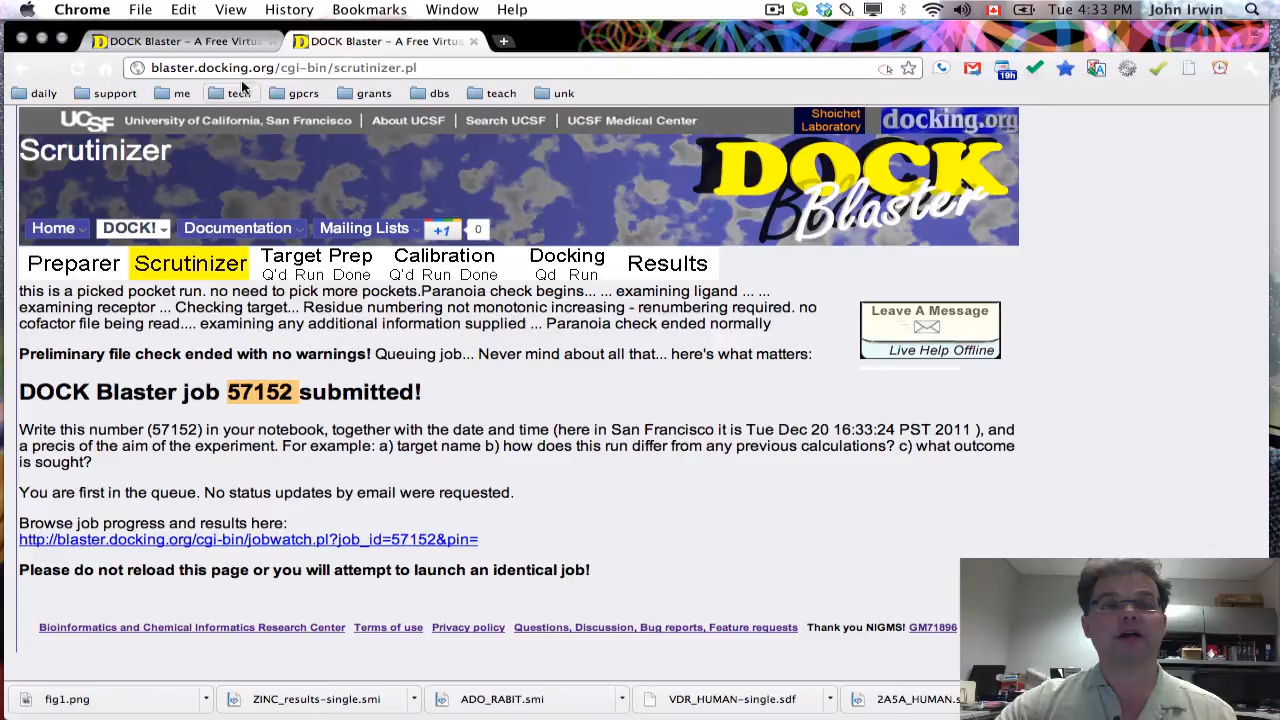 Chrome File Edit View History Bookmarks Window Help Tue 4:33 PM John Irwin
DOCK Blaster – A Free Virtua DOCK Blaster – A Free Virtua
blaster.docking.org/cgi-bin/scrutinizer.pl 19h
daily support me tech gpcrs grants dbs teach unk
UCSF University of California, San Francisco | About UCSF | Search UCSF | UCSF Medical Center Shoichet Laboratory docking.org
Scrutinizer DOCK Blaster
Home DOCK! Documentation Mailing Lists +1 0
Preparer Scrutinizer Target Prep Calibration Docking Results
Q'd Run Done Q'd Run Done Qd Run
this is a picked pocket run. no need to pick more pockets.Paranoia check begins... ... examining ligand ... ...
examining receptor ... Checking target... Residue numbering not monotonic increasing - renumbering required. no
cofactor file being read.... examining any additional information supplied ... Paranoia check ended normally
Leave A Message
Live Help Offline
Preliminary file check ended with no warnings! Queuing job... Never mind about all that... here's what matters:
DOCK Blaster job 57152 submitted!
Write this number (57152) in your notebook, together with the date and time (here in San Francisco it is Tue Dec 20 16:33:24 PST 2011 ), and
a precis of the aim of the experiment. For example: a) target name b) how does this run differ from any previous calculations? c) what outcome
is sought?
You are first in the queue. No status updates by email were requested.
Browse job progress and results here:
http://blaster.docking.org/cgi-bin/jobwatch.pl?job_id=57152&pin=
Please do not reload this page or you will attempt to launch an identical job!
Bioinformatics and Chemical Informatics Research Center Terms of use Privacy policy Questions, Discussion, Bug reports, Feature requests Thank you NIGMS! GM71896
fig1.png ZINC_results-single.smi ADO_RABIT.smi VDR_HUMAN-single.sdf 2A5A_HUMAN.s